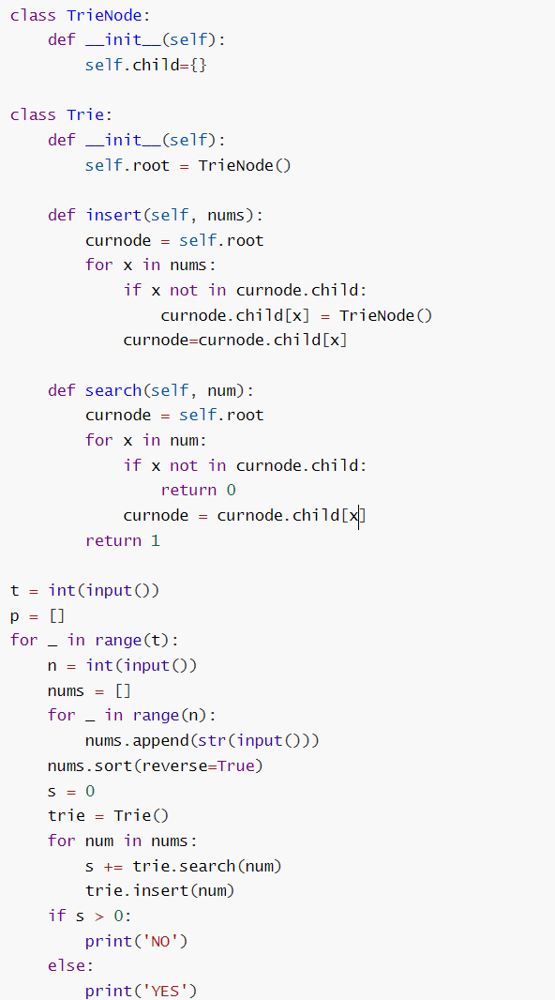 class TrieNode:
    def __init__(self):
        self.child={}

class Trie:
    def __init__(self):
        self.root = TrieNode()

    def insert(self, nums):
        curnode = self.root
        for x in nums:
            if x not in curnode.child:
                curnode.child[x] = TrieNode()
            curnode=curnode.child[x]

    def search(self, num):
        curnode = self.root
        for x in num:
            if x not in curnode.child:
                return 0
            curnode = curnode.child[x]
        return 1

t = int(input())
p = []
for _ in range(t):
    n = int(input())
    nums = []
    for _ in range(n):
        nums.append(str(input()))
    nums.sort(reverse=True)
    s = 0
    trie = Trie()
    for num in nums:
        s += trie.search(num)
        trie.insert(num)
    if s > 0:
        print('NO')
    else:
        print('YES')